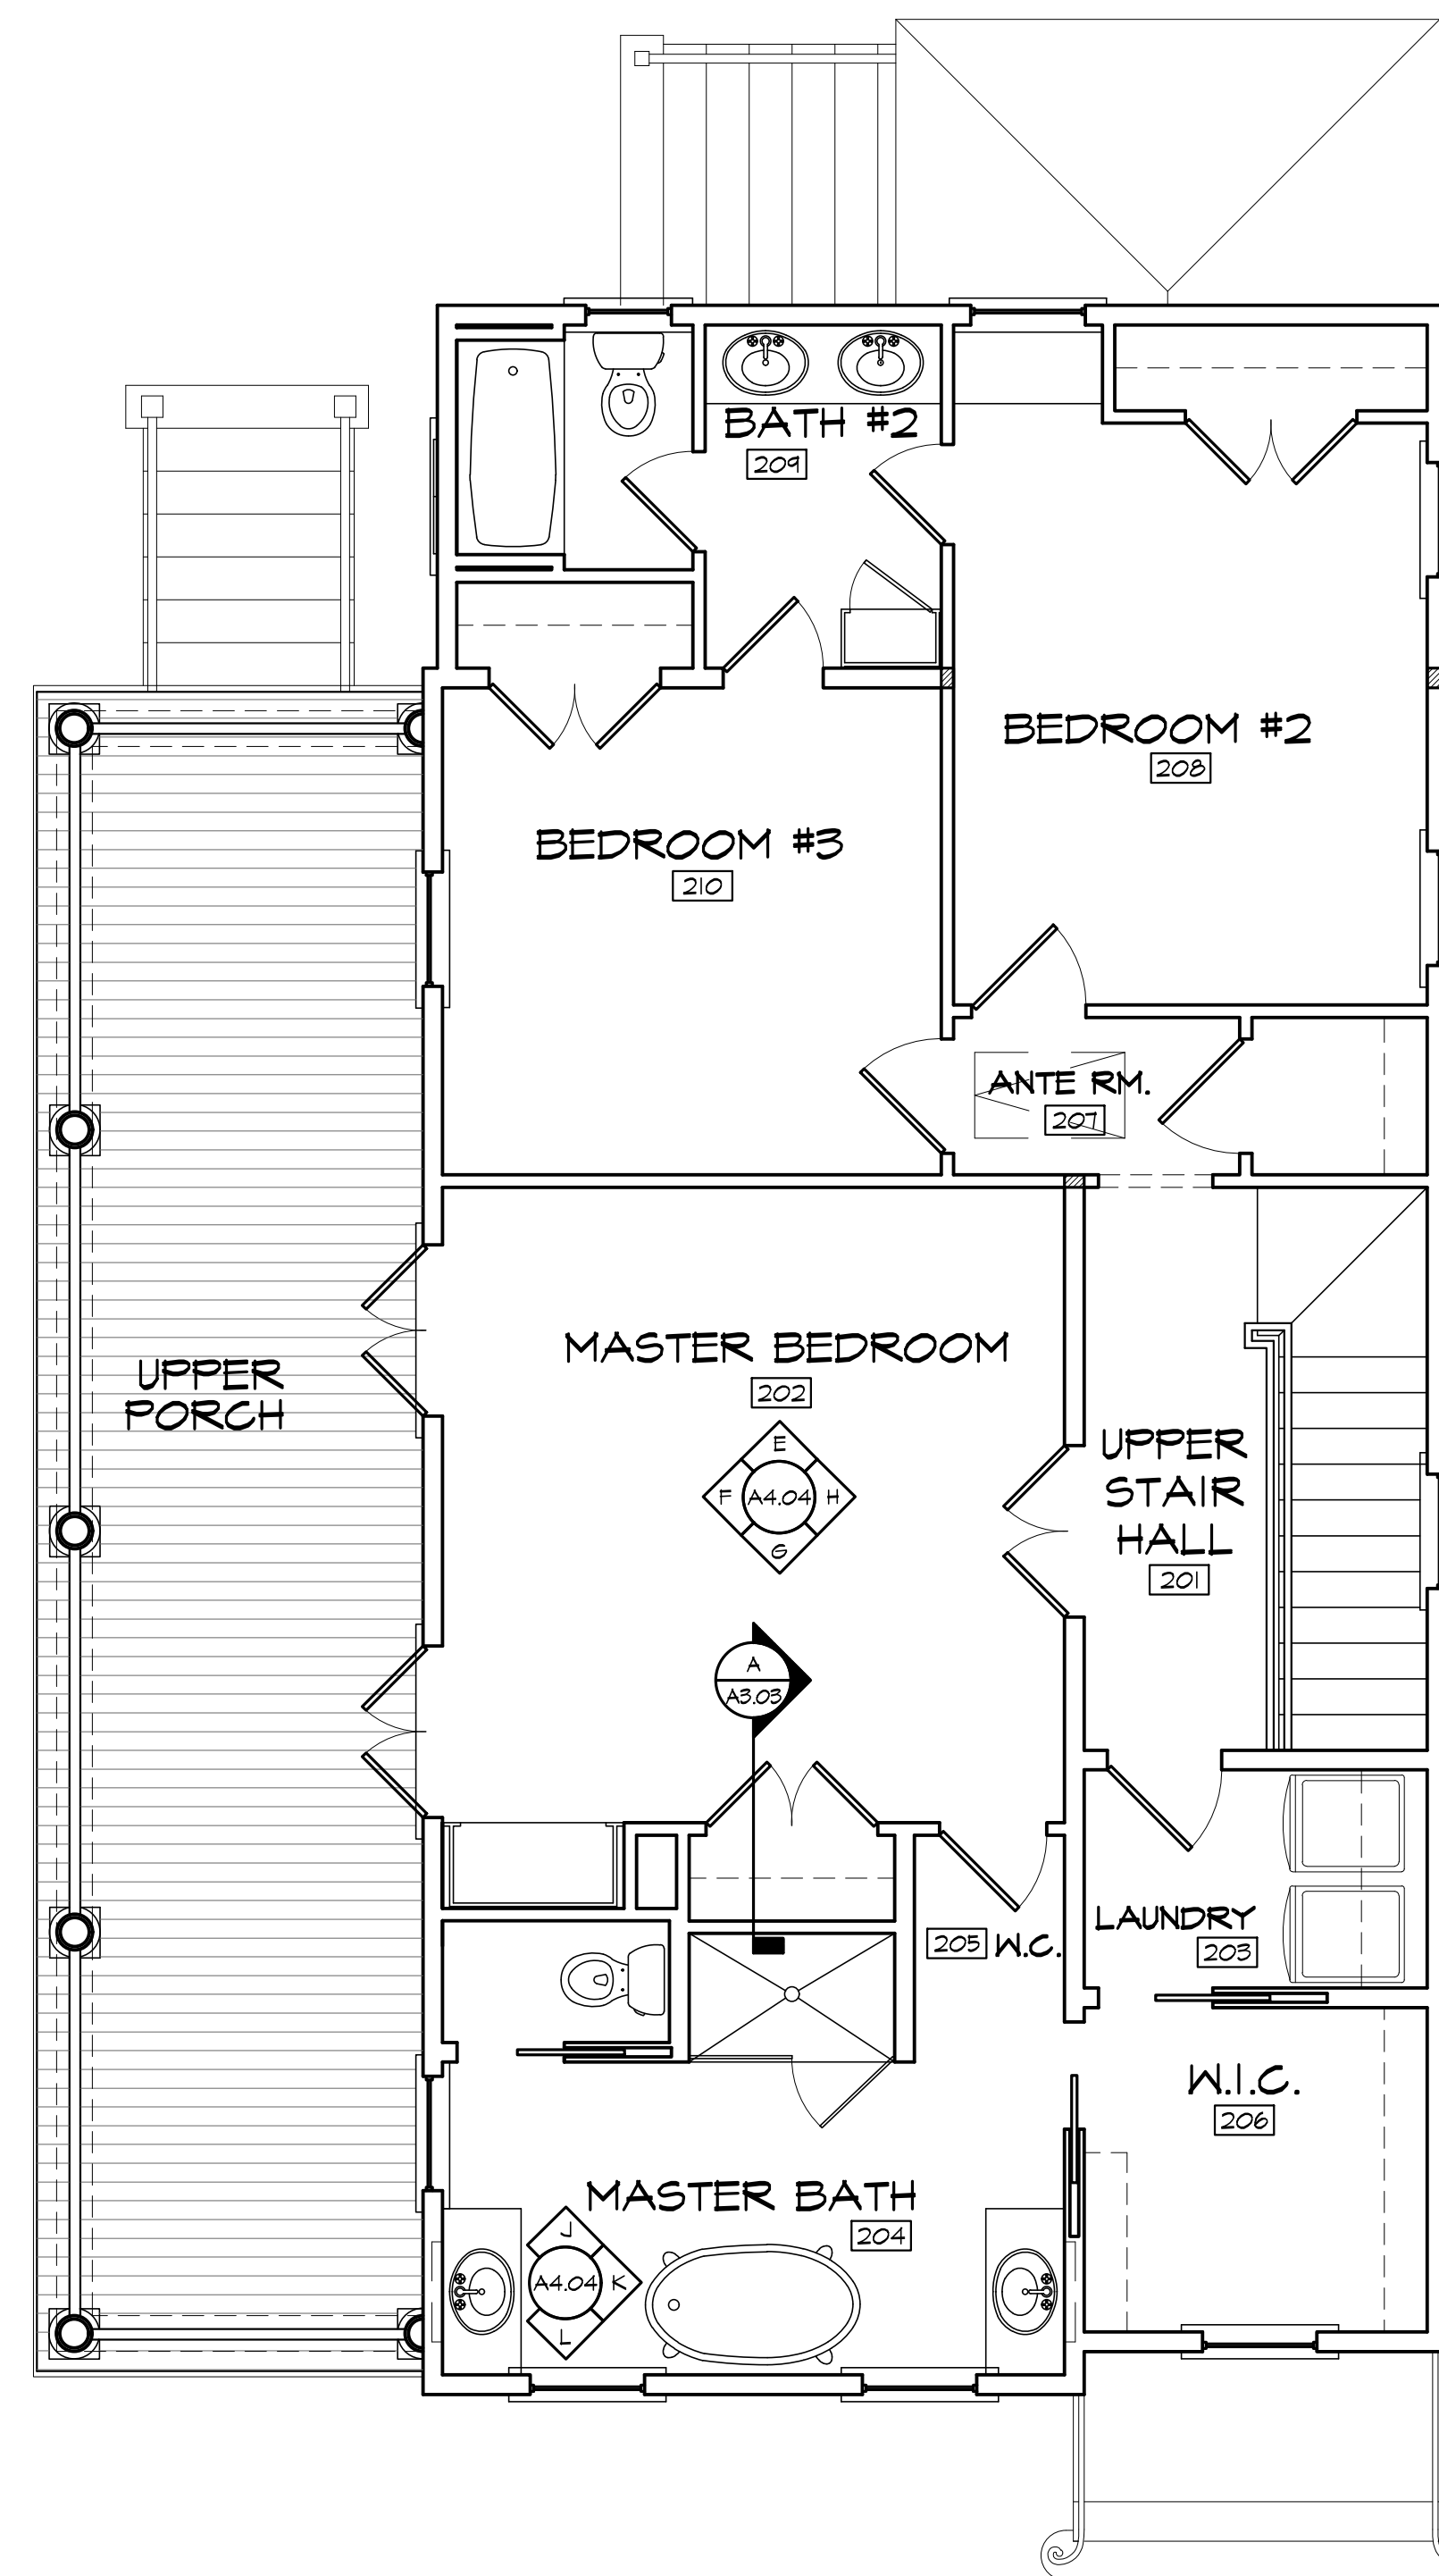 BATH #2
209
BEDROOM #2
208
BEDROOM #3
210
ANTE RM.
207
MASTER BEDROOM
202
UPPER
PORCH
E
F A4.04 H
G
UPPER
STAIR
HALL
201
A
A3.03
LAUNDRY
203
205 W.C.
W.I.C.
206
MASTER BATH
204
J
A4.04 K
L